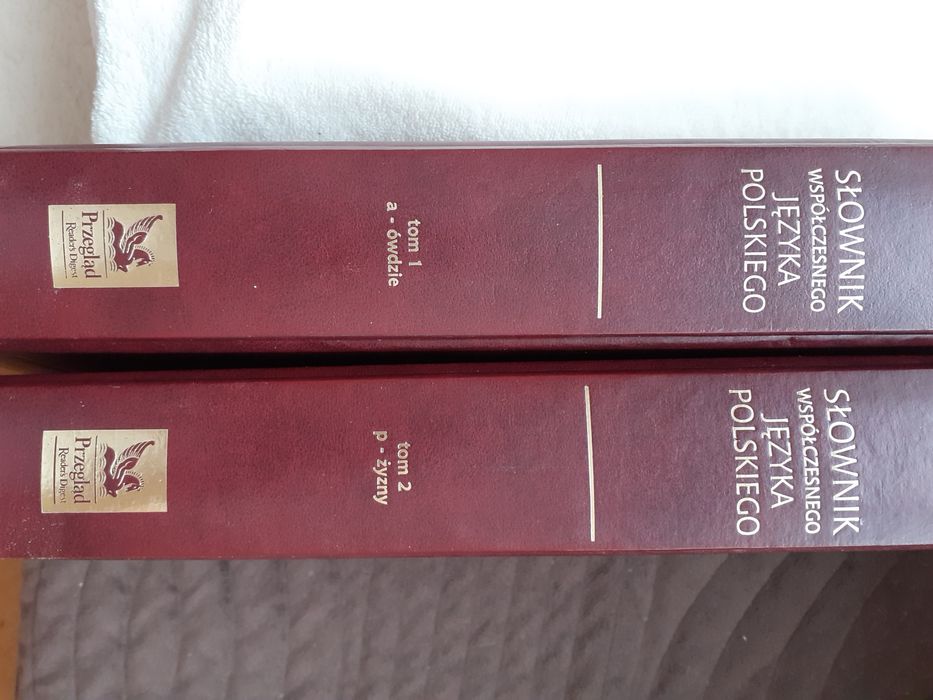 SŁOWNIK
WSPÓŁCZESNEGO
JĘZYKA
POLSKIEGO
tom 1
a - ówdzie
Przegląd
Reader's Digest
SŁOWNIK
WSPÓŁCZESNEGO
JĘZYKA
POLSKIEGO
tom 2
p - żyzny
Przegląd
Reader's Digest